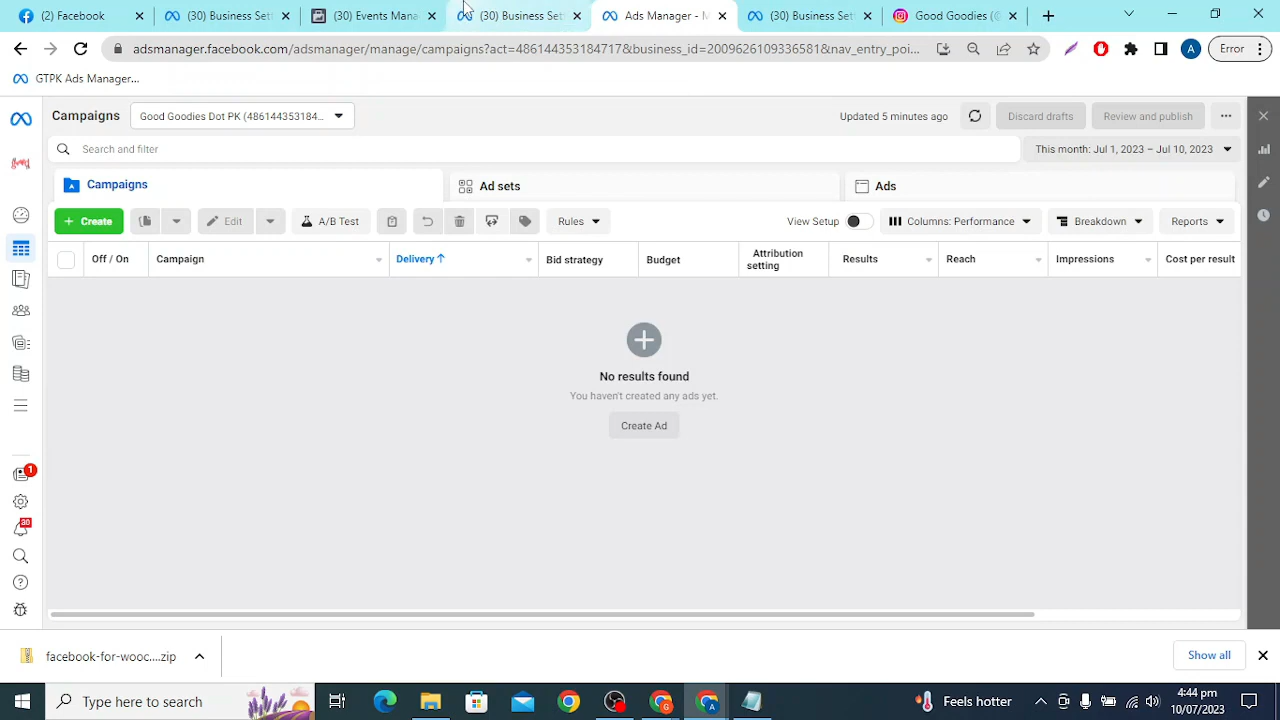 (2) Facebook
(30) Business Set
(30) Events Mana
(30) Business Set
Ads Manager - M
(30) Business Set
Good Goodies (@
adsmanager.facebook.com/adsmanager/manage/campaigns?act=486144353184717&business_id=2009626109336581&nav_entry_poi...
A
Error
GTPK Ads Manager...
Campaigns
Good Goodies Dot PK (486144353184...
Updated 5 minutes ago
Discard drafts
Review and publish
Search and filter
This month: Jul 1, 2023 – Jul 10, 2023
Campaigns
Ad sets
Ads
+ Create
Edit
A/B Test
Rules
View Setup
Columns: Performance
Breakdown
Reports
Off / On
Campaign
Delivery ↑
Bid strategy
Budget
Attribution setting
Results
Reach
Impressions
Cost per result
No results found
You haven't created any ads yet.
Create Ad
1
30
facebook-for-wooc....zip
Show all
Type here to search
G
A
Feels hotter
4:44 pm
10/07/2023